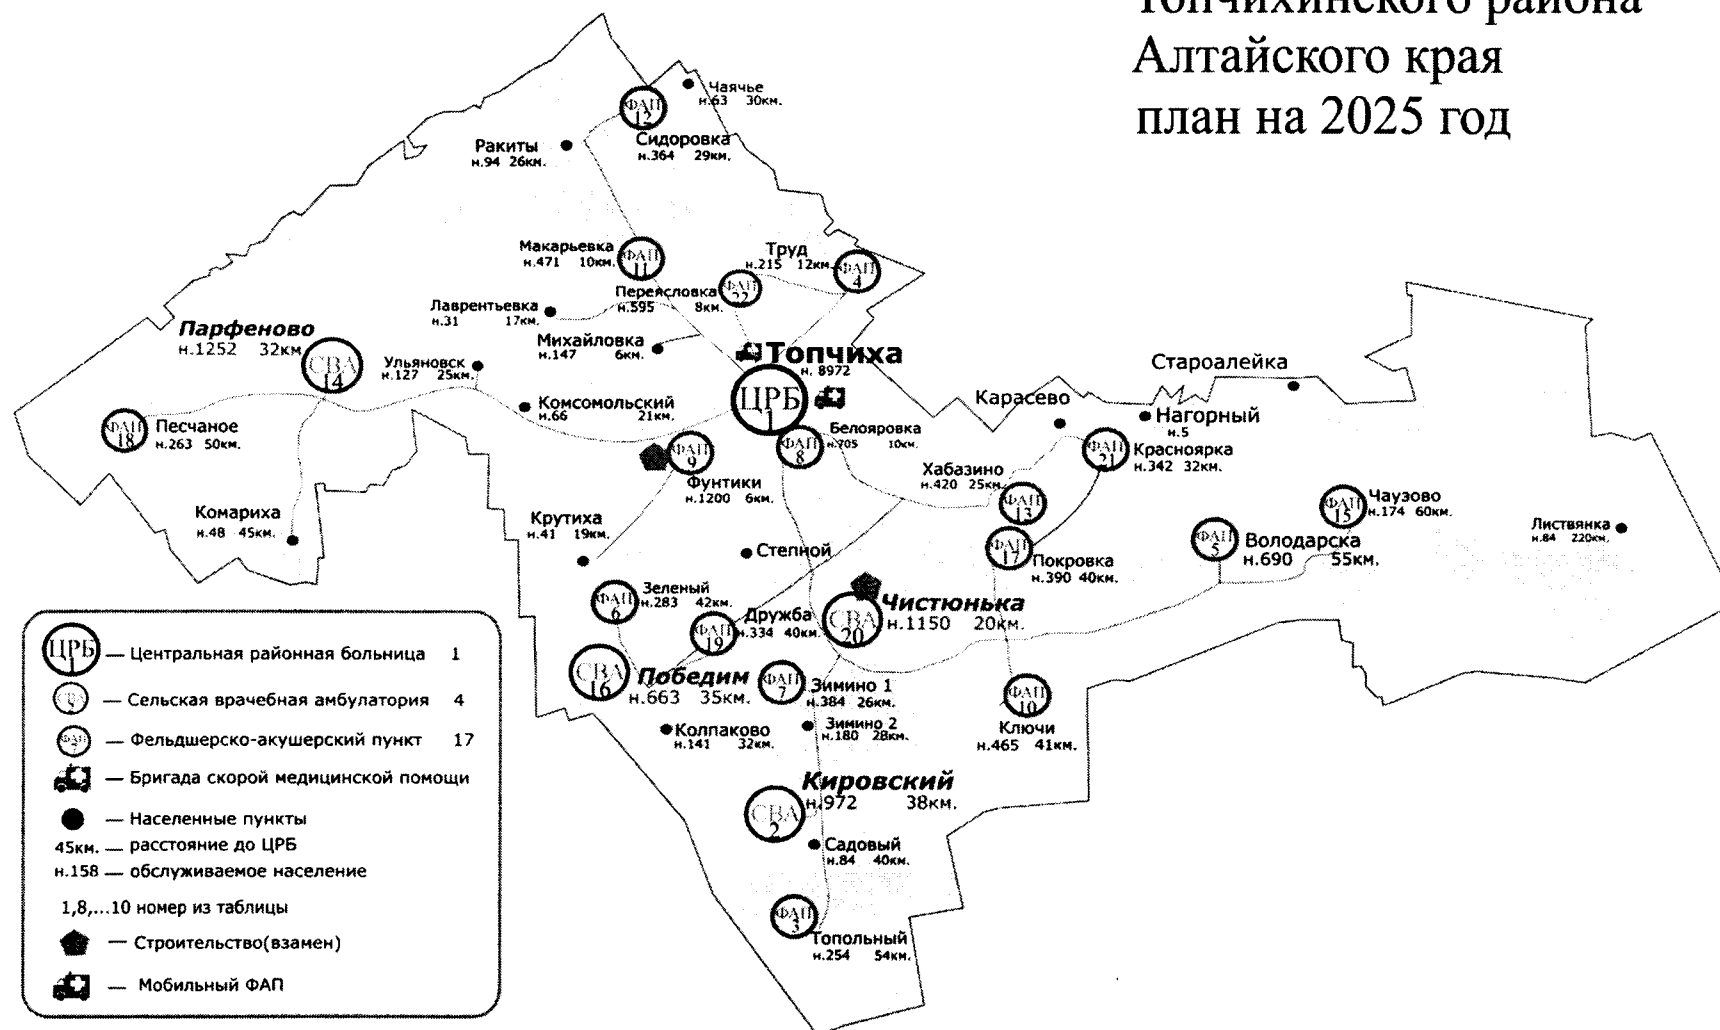 Топчихинского района
Алтайского края
план на 2025 год
Чаячье
н.63 30км.
ФАП
12
Сидоровка
н.364 29км.
Ракиты
н.94 26км.
Макарьевка
н.471 10км.
ФАП
11
Труд
н.215 12км.
ФАП
4
Переясловка
н.595 8км.
ФАП
22
Лаврентьевка
н.31 17км.
Михайловка
н.147 6км.
Парфеново
н.1252 32км
СВА
14
Ульяновск
н.127 25км.
Топчиха
н. 8972
ЦРБ
1
Комсомольский
н.66 21км.
Песчаное
н.263 50км.
ФАП
18
Белояровка
н.705 10км.
ФАП
8
ФАП
9
Фунтики
н.1200 6км.
Староалейка
Карасево
Нагорный
н.5
ФАП
21
Красноярка
н.342 32км.
Хабазино
н.420 25км.
ФАП
13
ФАП
15
Чаузово
н.174 60км.
Листвянка
н.84 220км.
Комариха
н.48 45км.
Крутиха
н.41 19км.
Степной
ФАП
17
Покровка
н.390 40км.
ФАП
5
Володарска
н.690 55км.
ФАП
6
Зеленый
н.283 42км.
Дружба
н.334 40км.
ФАП
19
Чистюнька
н.1150 20км.
СВА
20
СВА
16
Победим
н.663 35км.
ФАП
7
Зимино 1
н.384 26км.
ФАП
10
Ключи
н.465 41км.
Колпаково
н.141 32км.
Зимино 2
н.180 28км.
Кировский
н.972 38км.
СВА
2
Садовый
н.84 40км.
ФАП
3
Топольный
н.254 54км.
ЦРБ
1 — Центральная районная больница 1
— Сельская врачебная амбулатория 4
— Фельдшерско-акушерский пункт 17
— Бригада скорой медицинской помощи
— Населенные пункты
45км. — расстояние до ЦРБ
н.158 — обслуживаемое население
1,8,...10 номер из таблицы
— Строительство(взамен)
— Мобильный ФАП